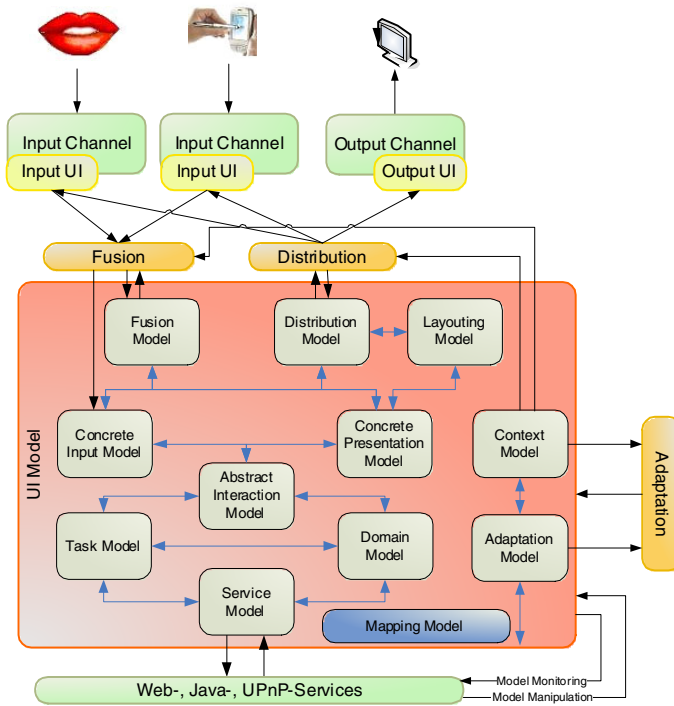 Input Channel
Input UI
Input Channel
Input UI
Output Channel
Output UI
Fusion
Distribution
Fusion
Model
Distribution
Model
Layouting
Model
Concrete
Input Model
Concrete
Presentation
Model
Context
Model
UI Model
Abstract
Interaction
Model
Adaptation
Task Model
Domain
Model
Adaptation
Model
Service
Model
Mapping Model
Web-, Java-, UPnP-Services
Model Monitoring
Model Manipulation